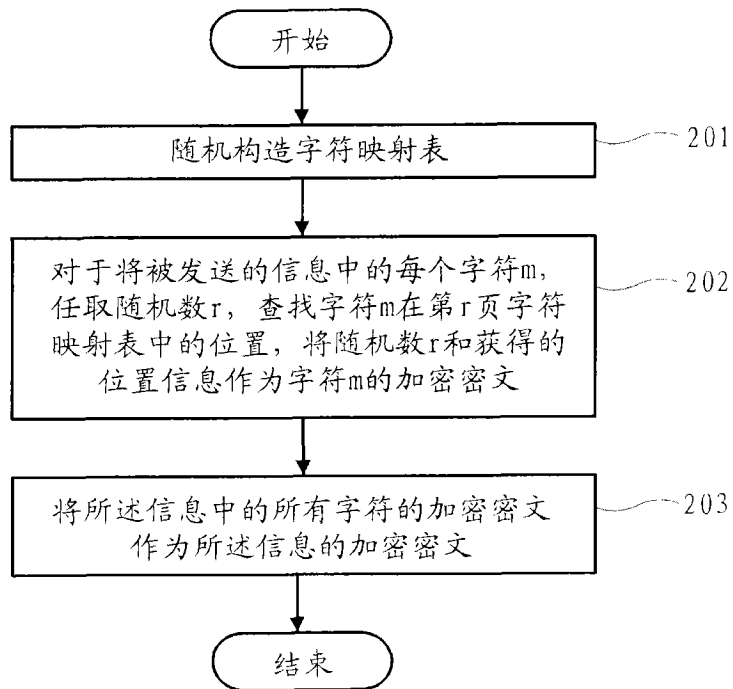 开始
随机构造字符映射表
201
对于将被发送的信息中的每个字符m,
任取随机数r，查找字符m在第r页字符
映射表中的位置，将随机数r和获得的
位置信息作为字符m的加密密文
202
将所述信息中的所有字符的加密密文
作为所述信息的加密密文
203
结束